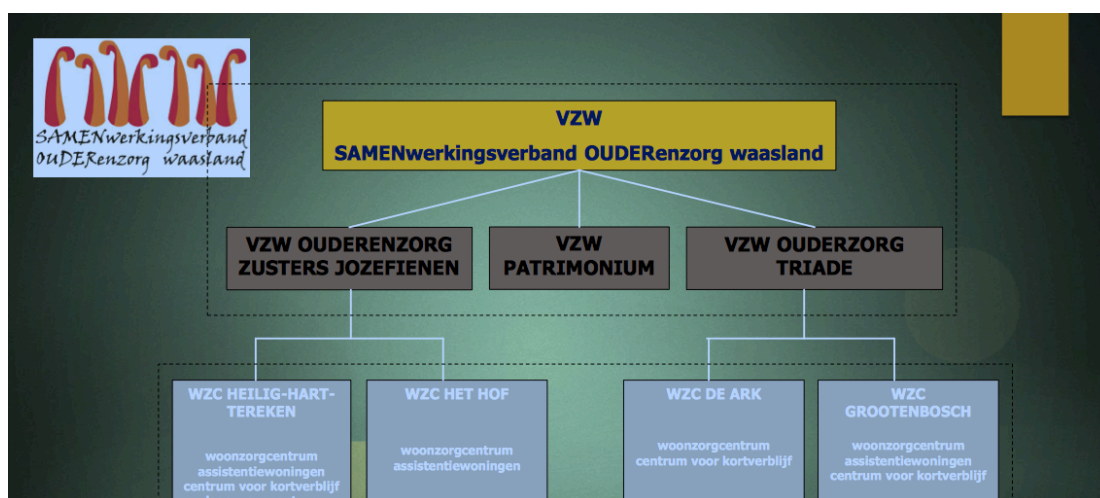 SAMENwerkingsverband
OUDERenzorg waasland
VZW
SAMENwerkingsverband OUDERenzorg waasland
VZW OUDERENZORG
ZUSTERS JOZEFIENEN
VZW
PATRIMONIUM
VZW OUDERZORG
TRIADE
WZC HEILIG-HART-
TEREKEN
woonzorgcentrum
assistentiewoningen
centrum voor kortverblijf
WZC HET HOF
woonzorgcentrum
assistentiewoningen
WZC DE ARK
woonzorgcentrum
centrum voor kortverblijf
WZC
GROOTENBOSCH
woonzorgcentrum
assistentiewoningen
centrum voor kortverblijf